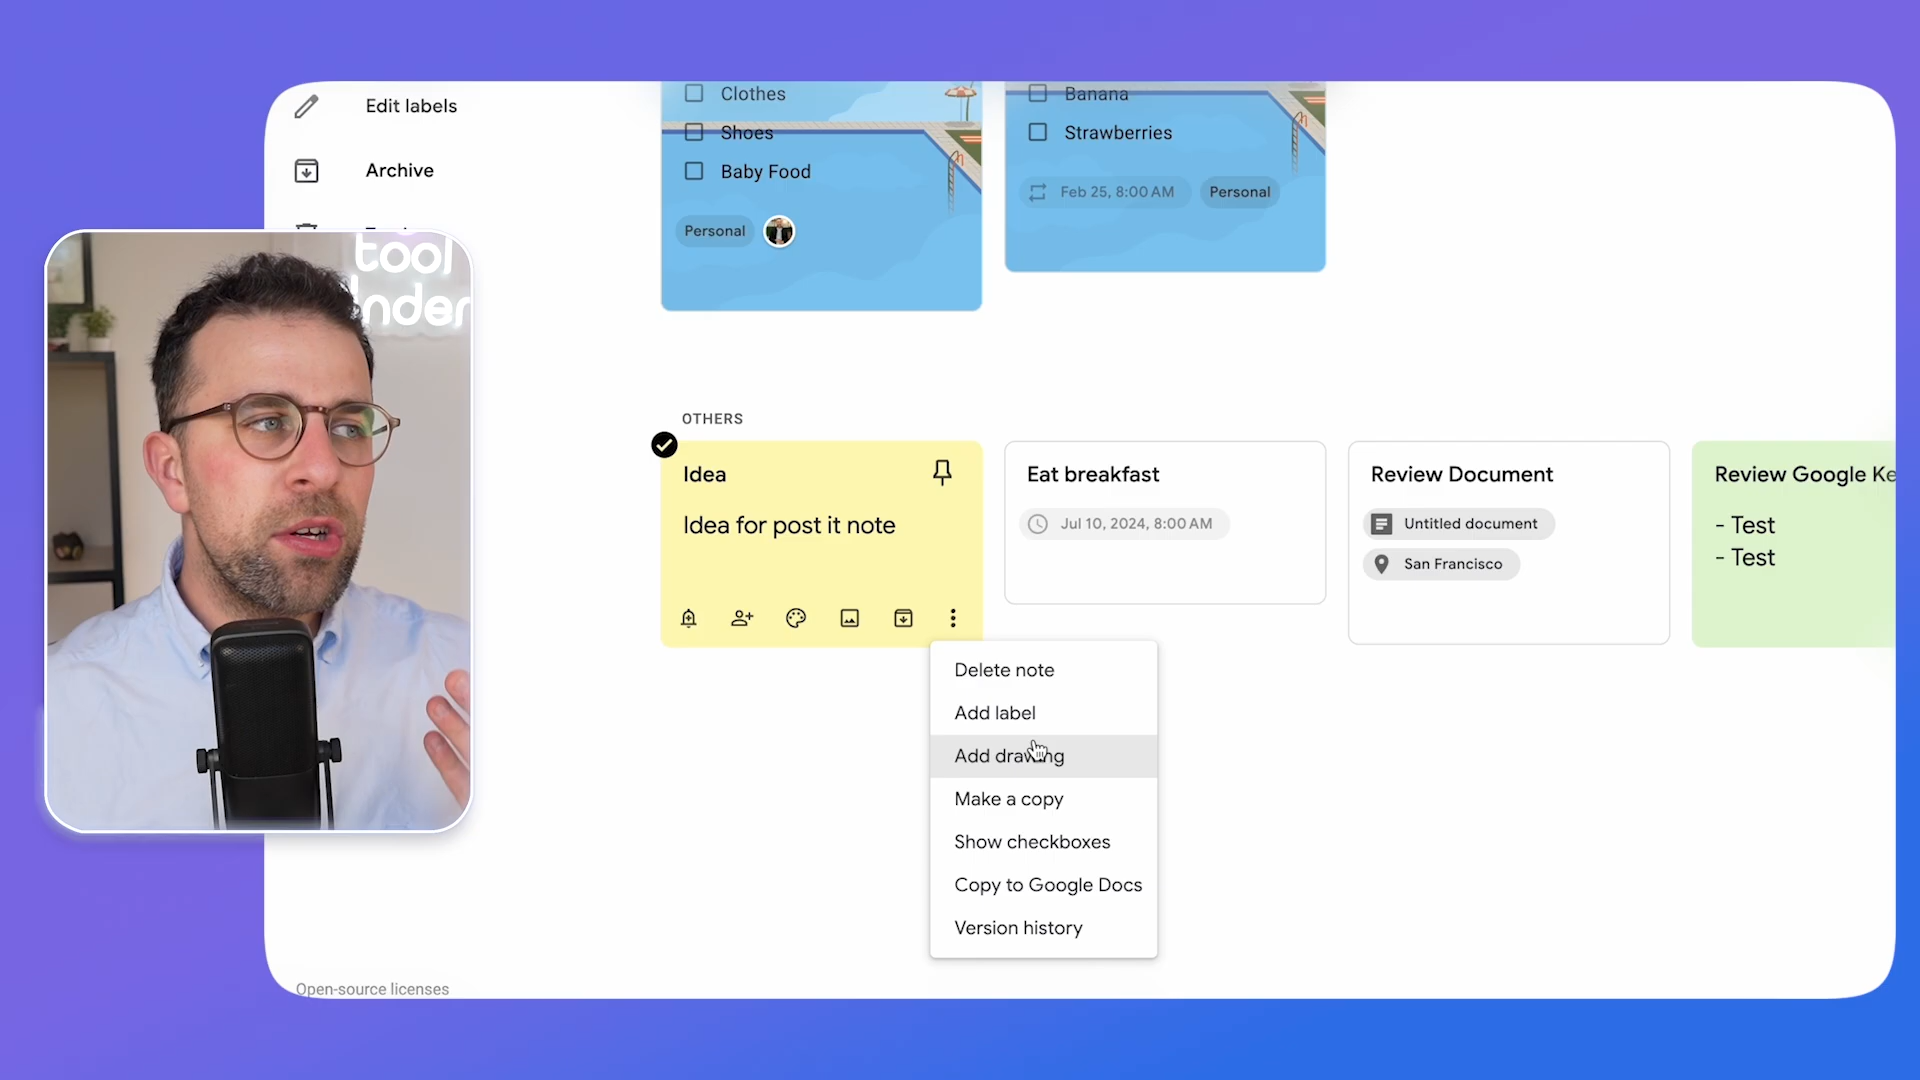 Edit labels
Archive
Clothes
Shoes
Baby Food
Personal
Banana
Strawberries
Feb 25, 8:00 AM
Personal
tool
OTHERS
Idea
Idea for post it note
Eat breakfast
Jul 10, 2024, 8:00 AM
Review Document
Untitled document
San Francisco
Review Google Ke
- Test
- Test
Delete note
Add label
Add drawing
Make a copy
Show checkboxes
Copy to Google Docs
Version history
Open-source licenses